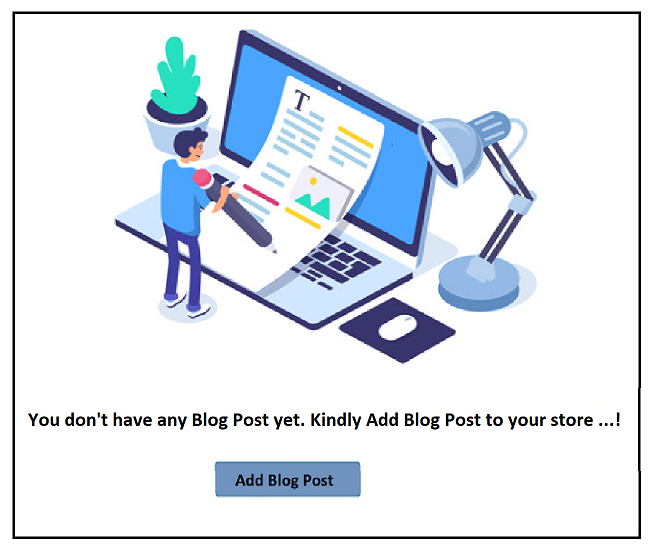 T
You don't have any Blog Post yet. Kindly Add Blog Post to your store ...!
Add Blog Post